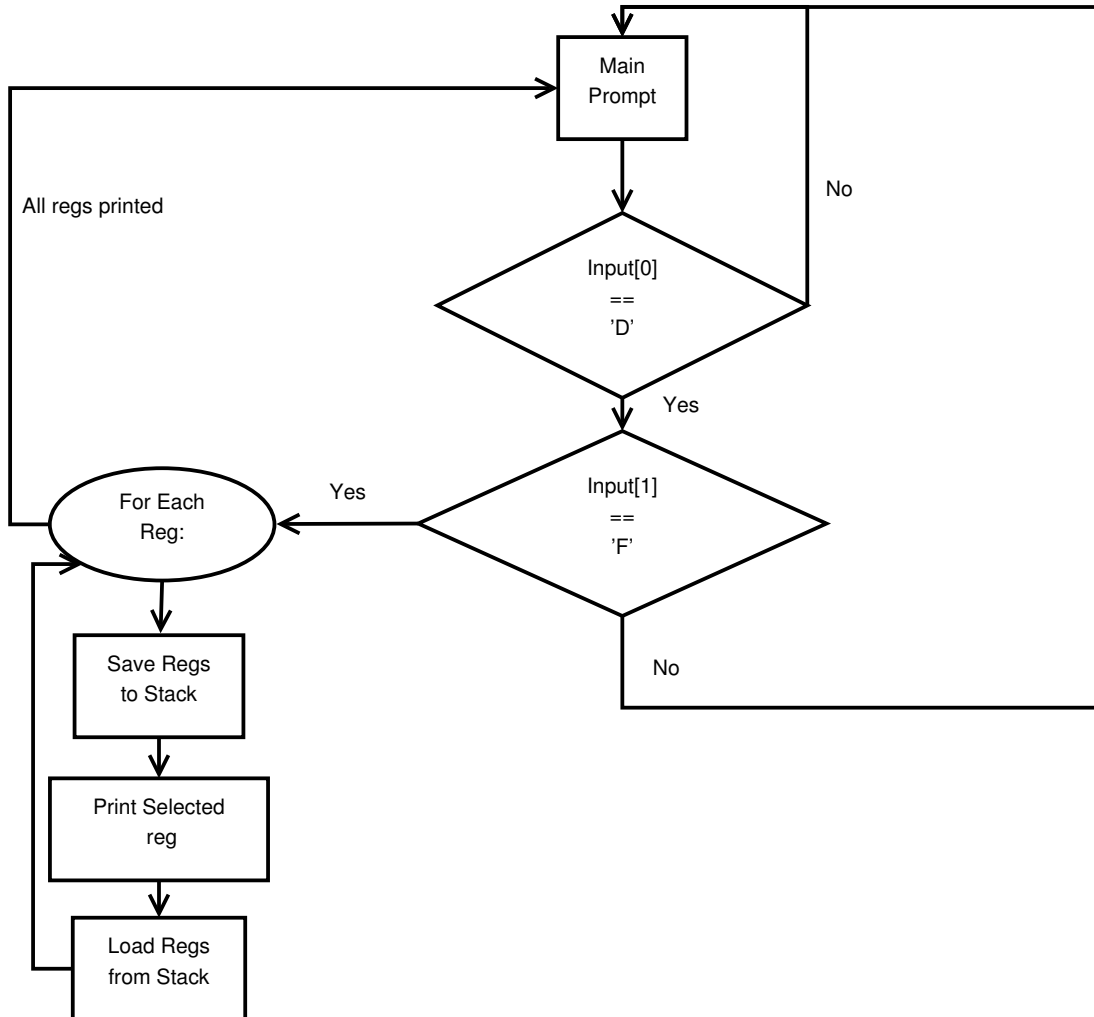 Main
Prompt
No
All regs printed
Input[0]
==
’D’
Yes
Input[1]
==
’F’
Yes
For Each
Reg:
No
Save Regs
to Stack
Print Selected
reg
Load Regs
from Stack